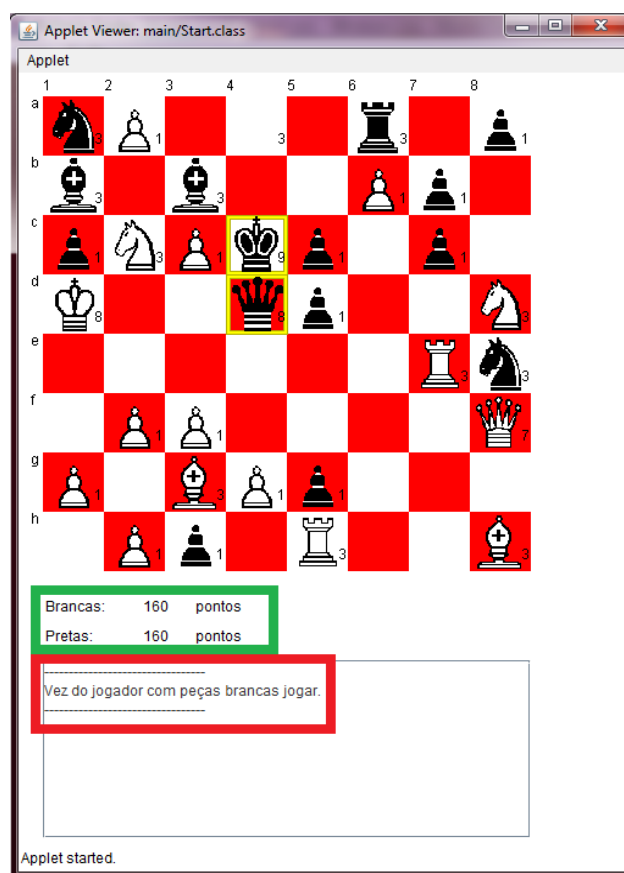 Applet Viewer: main/Start.class
Applet
1 2 3 4 5 6 7 8
a 3 1 3 3 1
b 3 3 1 1
c 1 3 1 9 1 1
d 8 8 1 3
e 3 3
f 1 1 7
g 1 3 1 1
h 1 1 3 3
Brancas: 160 pontos
Pretas: 160 pontos
--------------------------------
Vez do jogador com peças brancas jogar.
--------------------------------
Applet started.